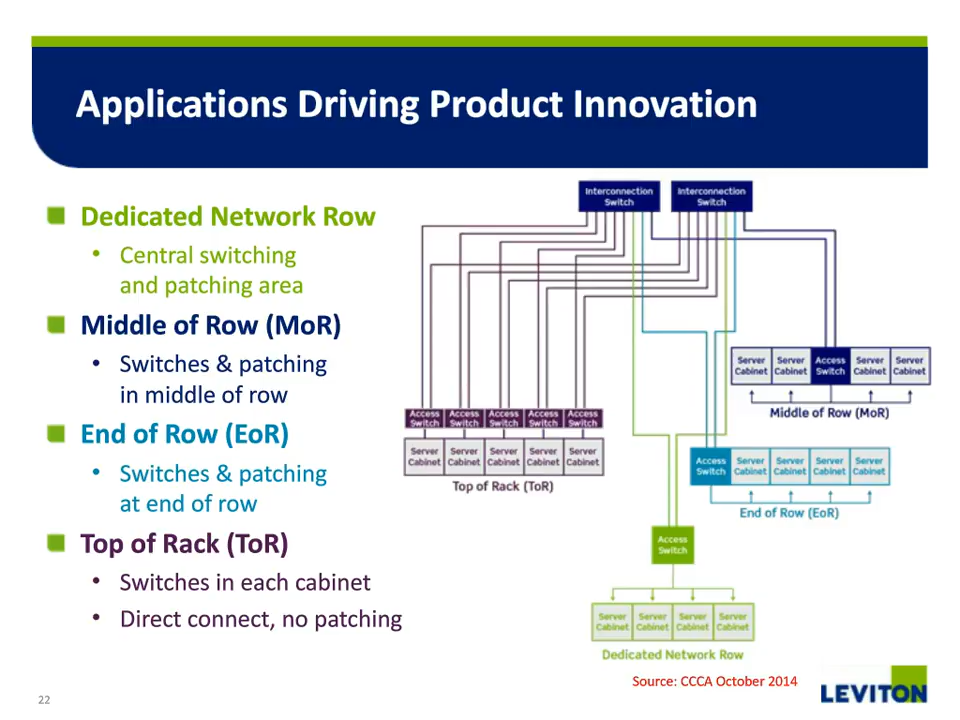 Applications Driving Product Innovation
Dedicated Network Row
• Central switching
and patching area
Middle of Row (MoR)
• Switches & patching
in middle of row
End of Row (EoR)
• Switches & patching
at end of row
Top of Rack (ToR)
• Switches in each cabinet
• Direct connect, no patching
Interconnection Interconnection
Switch Switch
Server Server Access Server Server
Cabinet Cabinet Switch Cabinet Cabinet
Middle of Row (MoR)
Access Access Access Access Access
Switch Switch Switch Switch Switch
Server Server Server Server Server
Cabinet Cabinet Cabinet Cabinet Cabinet
Top of Rack (ToR)
Access Server Server Server Server
Switch Cabinet Cabinet Cabinet Cabinet
End of Row (EoR)
Access
Switch
Server Server Server Server
Cabinet Cabinet Cabinet Cabinet
Dedicated Network Row
Source: CCCA October 2014
LEVITON
22